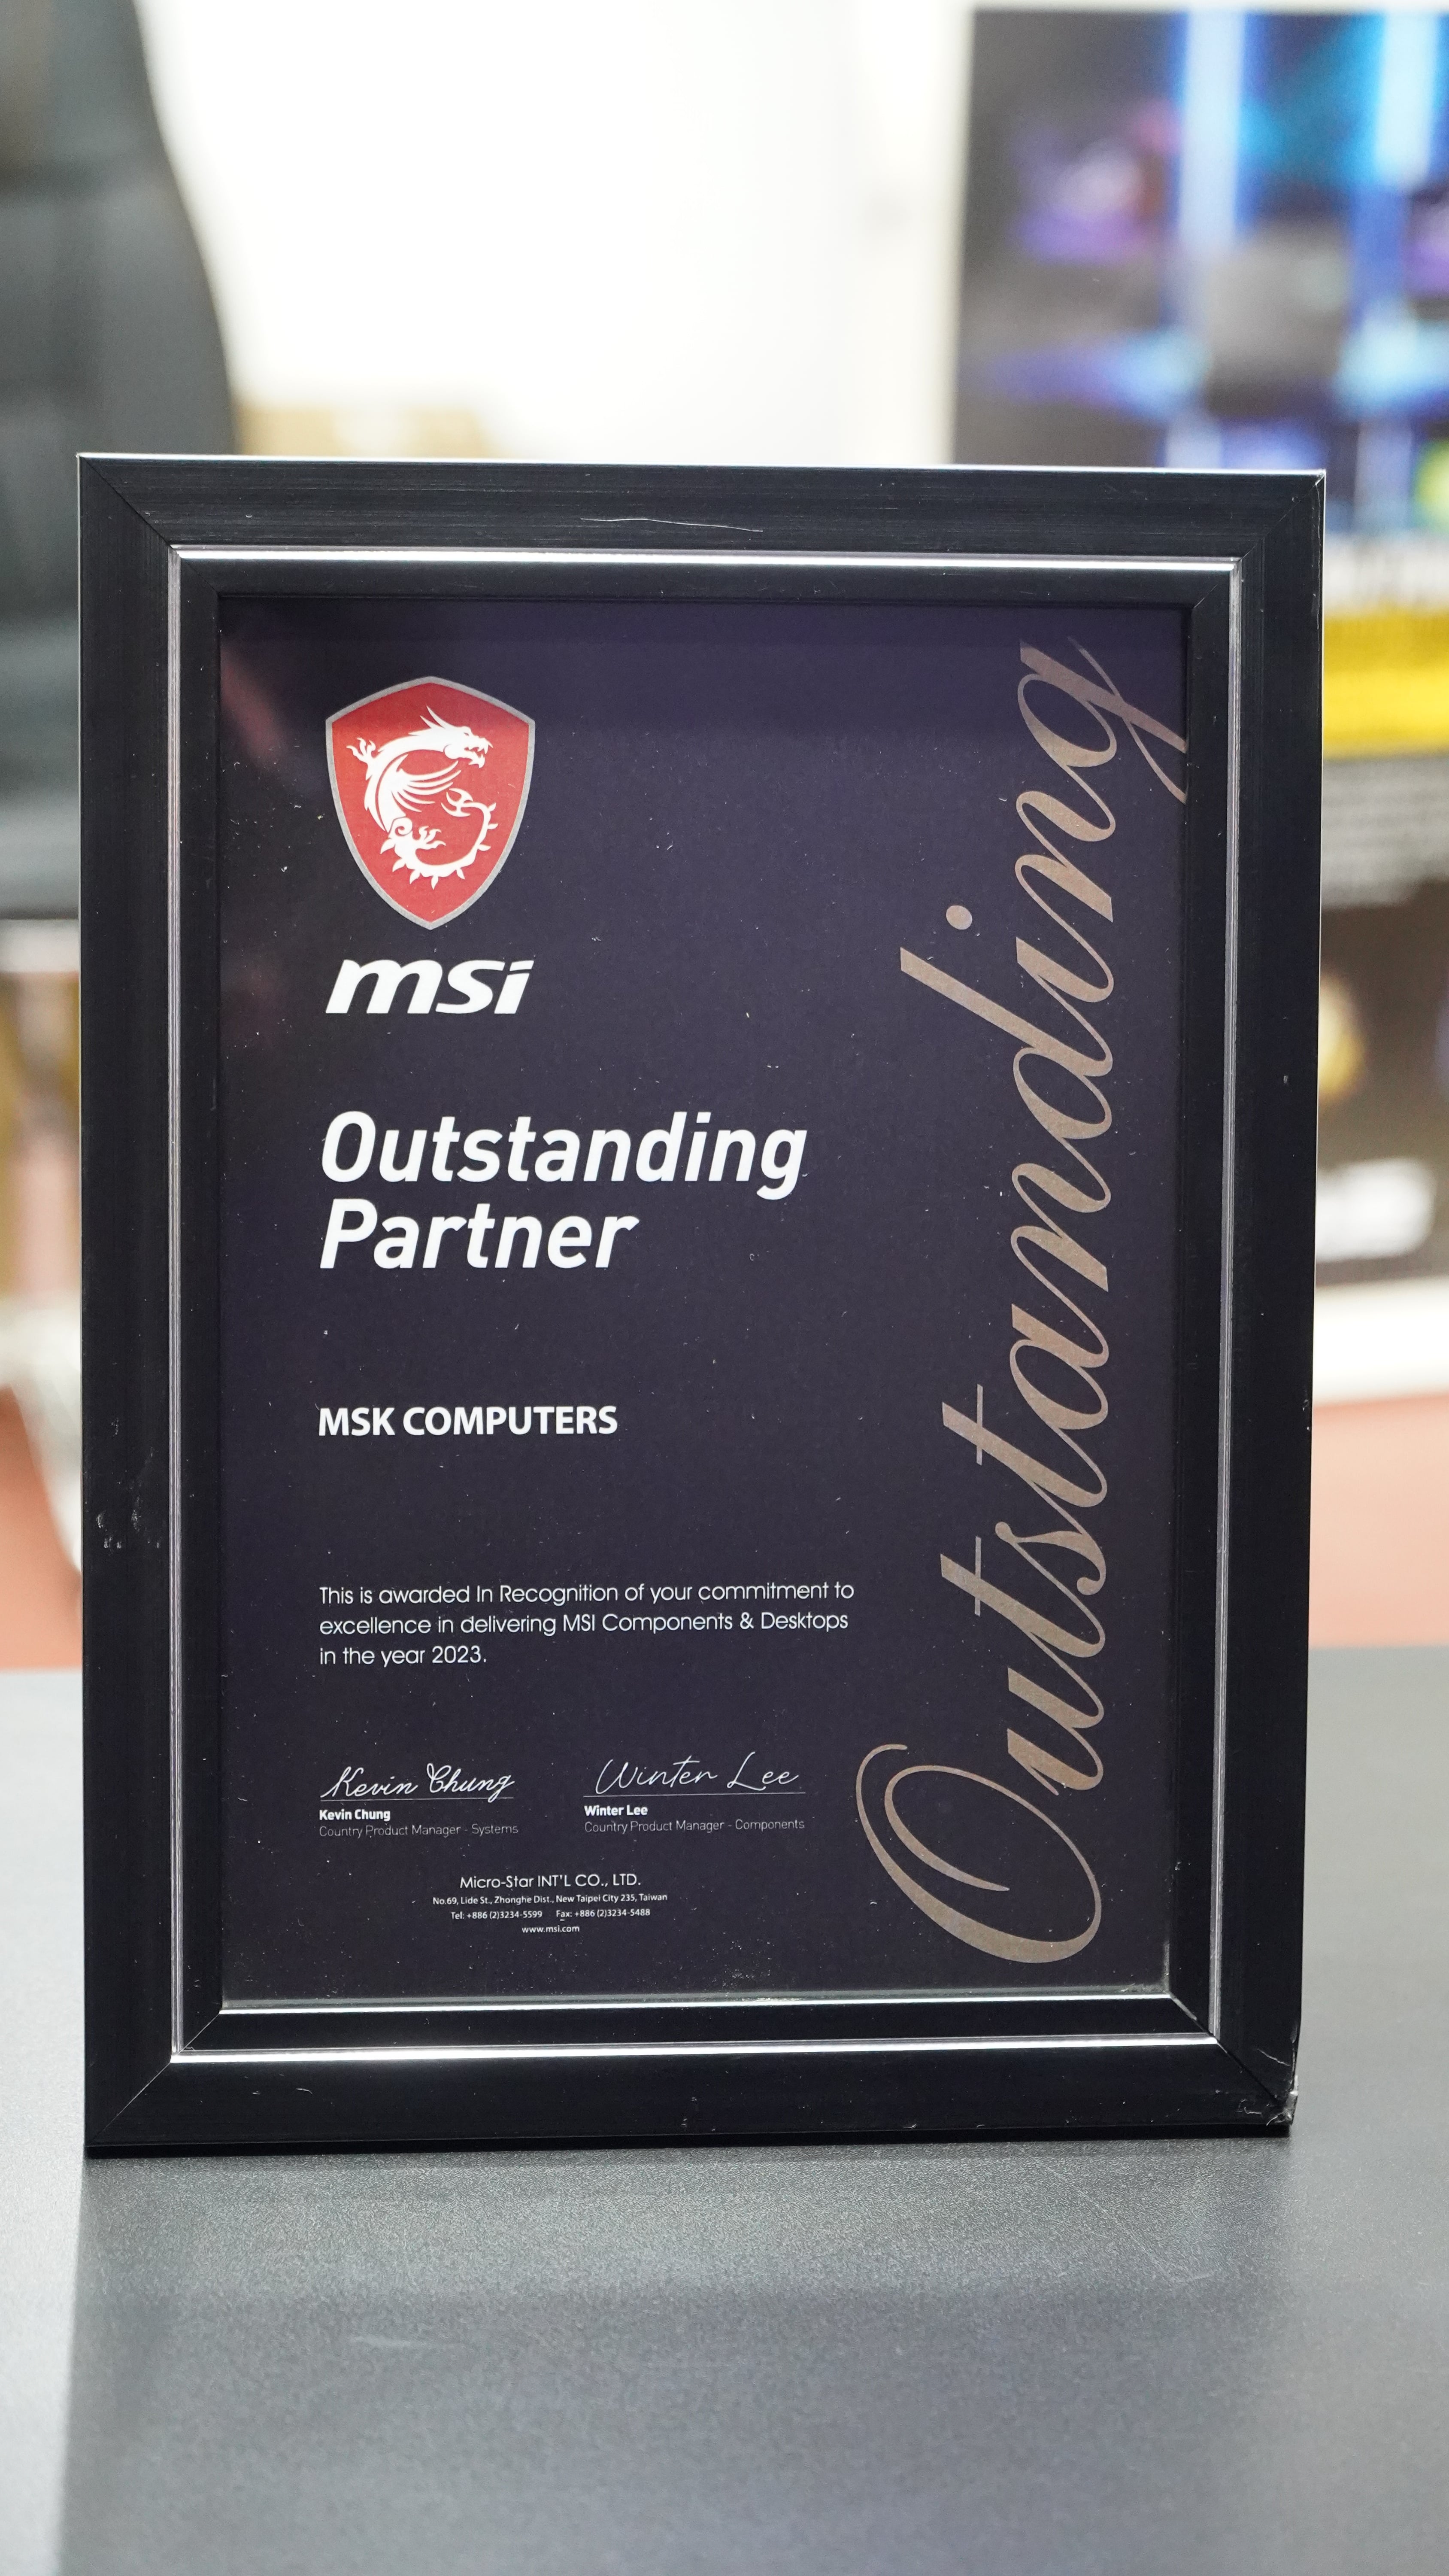 msi
Outstanding
Partner
MSK COMPUTERS
This is awarded In Recognition of your commitment to
excellence in delivering MSI Components & Desktops
in the year 2023.
Kevin Chung
Kevin Chung
Country Product Manager - Systems
Winter Lee
Winter Lee
Country Product Manager - Components
Micro-Star INT'L CO., LTD.
No.69, Lide St., Zhonghe Dist., New Taipei City 235, Taiwan
Tel: +886 (2)3234-5599 Fax: +886 (2)3234-5488
www.msi.com
Outstanding